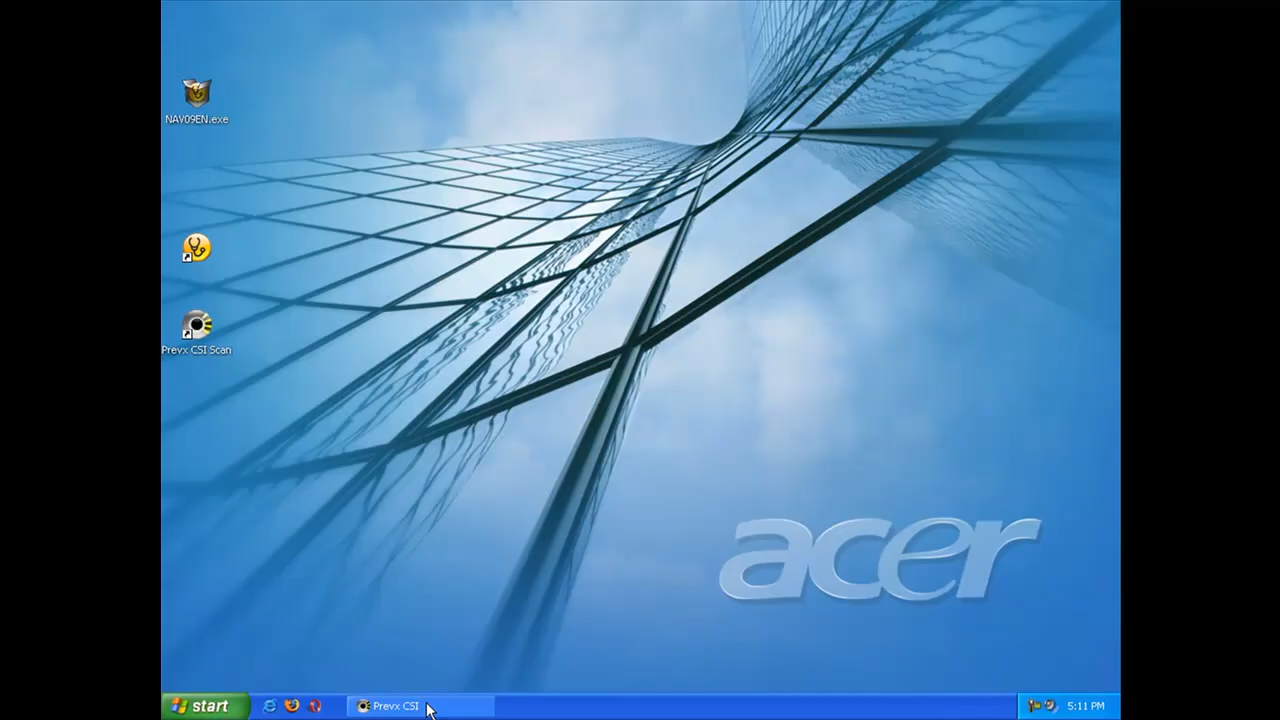 NAV09EN.exe
Prevx CSI Scan
acer
start
Prevx CSI
5:11 PM